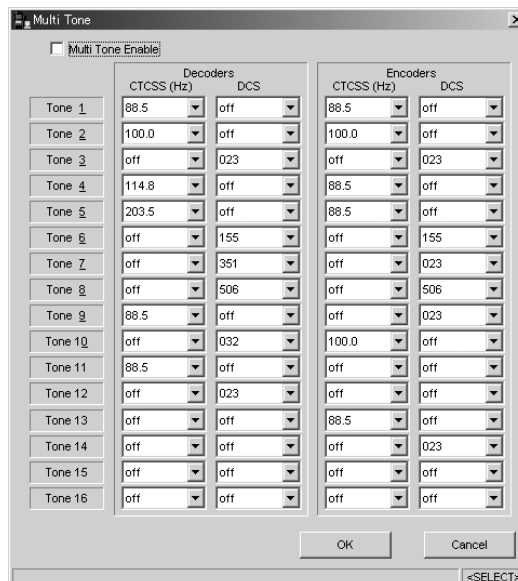 Multi Tone
Multi Tone Enable
Decoders Encoders
CTCSS (Hz) DCS CTCSS (Hz) DCS
Tone 1 88.5 off 88.5 off
Tone 2 100.0 off 100.0 off
Tone 3 off 023 off 023
Tone 4 114.8 off 88.5 off
Tone 5 203.5 off 88.5 off
Tone 6 off 155 off 155
Tone 7 off 351 off 023
Tone 8 off 506 off 506
Tone 9 88.5 off off 023
Tone 10 off 032 100.0 off
Tone 11 88.5 off off off
Tone 12 off 023 off off
Tone 13 off off 88.5 off
Tone 14 off off off 023
Tone 15 off off off off
Tone 16 off off off off
OK Cancel
<SELECT>